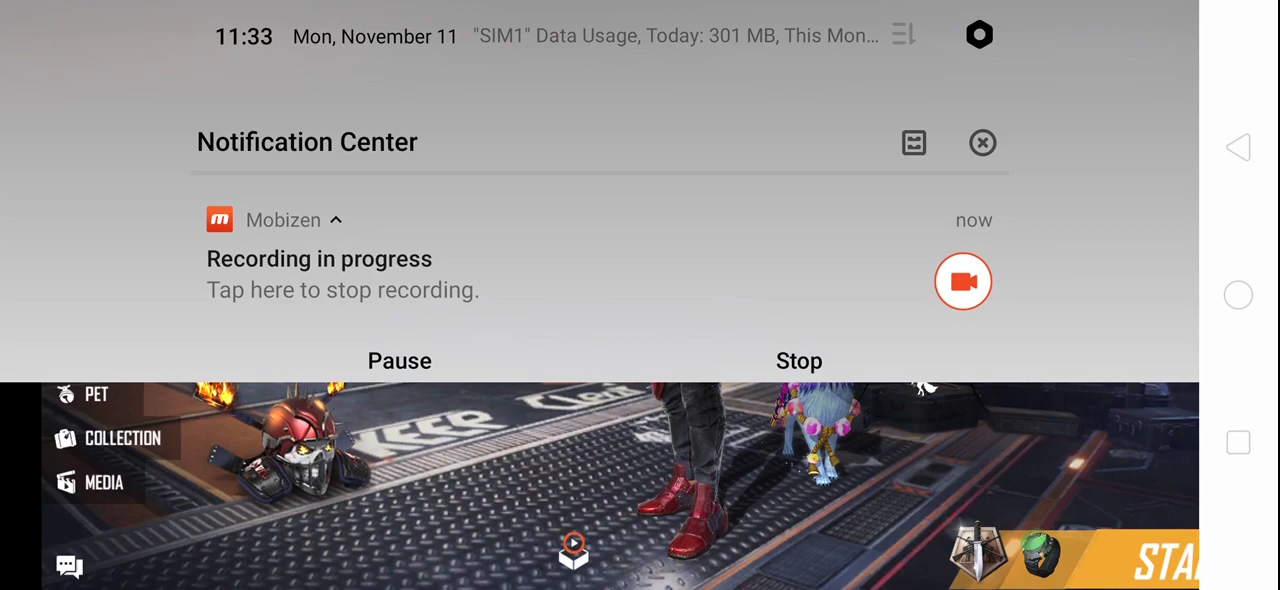 11:33 Mon, November 11 "SIM1" Data Usage, Today: 301 MB, This Mon...
Notification Center
m Mobizen now
Recording in progress
Tap here to stop recording.
Pause Stop
PET
COLLECTION
MEDIA
STA